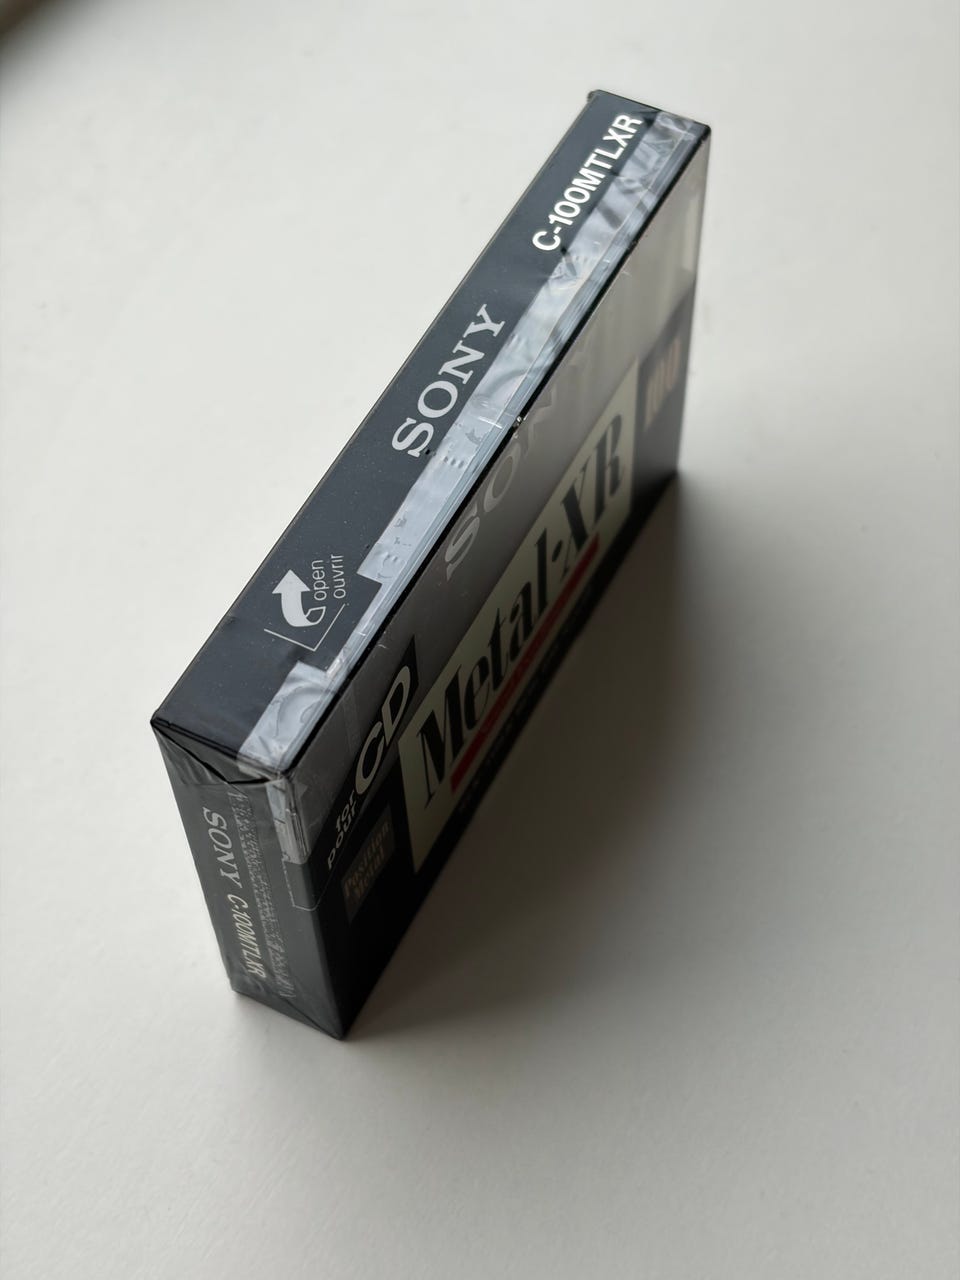 SONY C-100MTLXR
open
ouvrir
SONY
Metal·XR
100
for
pour
CD
Position
Metal
SONY C-100MTLXR